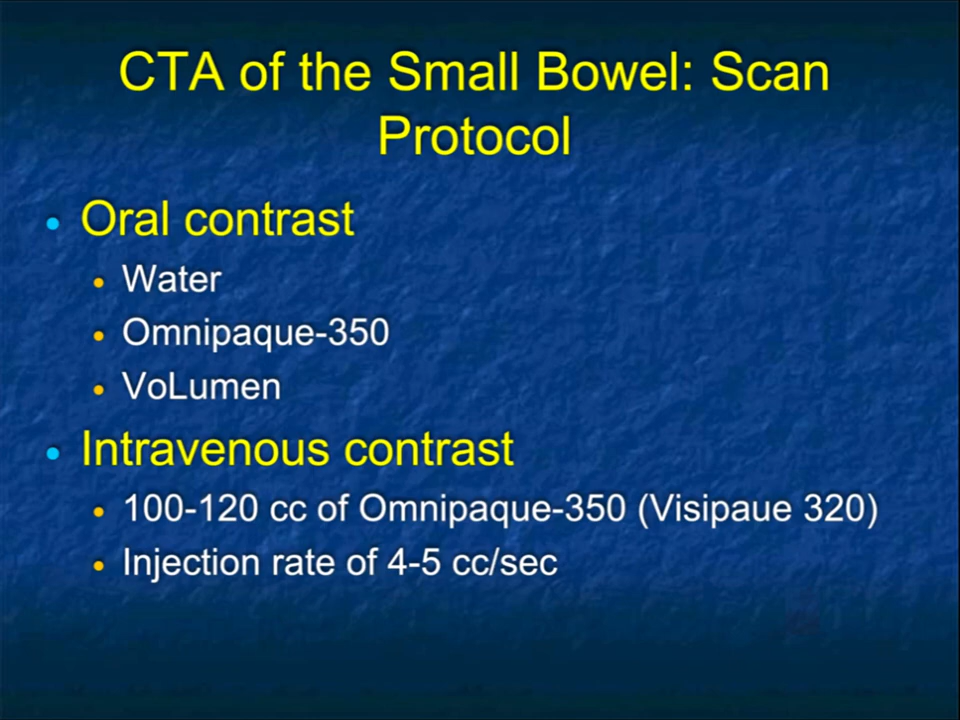 CTA of the Small Bowel: Scan
Protocol
• Oral contrast
• Water
• Omnipaque-350
• VoLumen
• Intravenous contrast
• 100-120 cc of Omnipaque-350 (Visipaue 320)
• Injection rate of 4-5 cc/sec